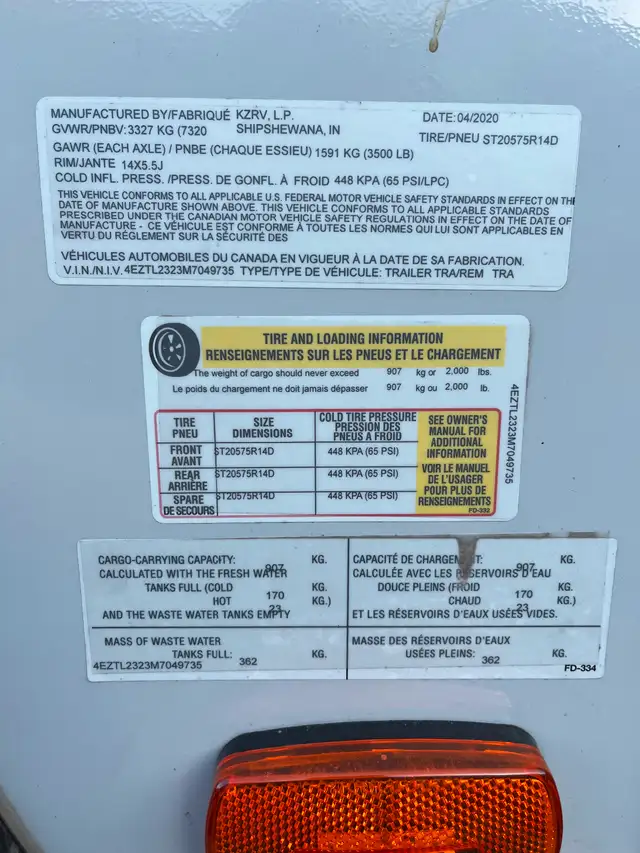 MANUFACTURED BY/FABRIQUÉ KZRV, L.P. DATE: 04/2020
GVWR/PNBV: 3327 KG (7320 SHIPSHEWANA, IN TIRE/PNEU ST20575R14D
GAWR (EACH AXLE) / PNBE (CHAQUE ESSIEU) 1591 KG (3500 LB)
RIM/JANTE 14X5.5J
COLD INFL. PRESS. /PRESS. DE GONFL. À FROID 448 KPA (65 PSI/LPC)
THIS VEHICLE CONFORMS TO ALL APPLICABLE U.S. FEDERAL MOTOR VEHICLE SAFETY STANDARDS IN EFFECT ON THE
DATE OF MANUFACTURE SHOWN ABOVE. THIS VEHICLE CONFORMS TO ALL APPLICABLE STANDARDS
PRESCRIBED UNDER THE CANADIAN MOTOR VEHICLE SAFETY REGULATIONS IN EFFECT ON THE DATE OF
MANUFACTURE - CE VÉHICULE EST CONFORME À TOUTES LES NORMES QUI LUI SONT APPLICABLES EN
VERTU DU RÉGLEMENT SUR LA SÉCURITÉ DES
VÉHICULES AUTOMOBILES DU CANADA EN VIGUEUR À LA DATE DE SA FABRICATION.
V.I.N./N.I.V. 4EZTL2323M7049735 TYPE/TYPE DE VÉHICULE: TRAILER TRA/REM TRA
TIRE AND LOADING INFORMATION
RENSEIGNEMENTS SUR LES PNEUS ET LE CHARGEMENT
The weight of cargo should never exceed 907 kg or 2,000 lbs.
Le poids du chargement ne doit jamais dépasser 907 kg ou 2,000 lb.
TIRE
PNEU
SIZE
DIMENSIONS
COLD TIRE PRESSURE
PRESSION DES
PNEUS A FROID
FRONT
AVANT
ST20575R14D 448 KPA (65 PSI)
REAR
ARRIÈRE
ST20575R14D 448 KPA (65 PSI)
SPARE
DE SECOURS
ST20575R14D 448 KPA (65 PSI)
SEE OWNER'S
MANUAL FOR
ADDITIONAL
INFORMATION
VOIR LE MANUEL
DE L'USAGER
POUR PLUS DE
RENSEIGNEMENTS
FD-332
4EZTL2323M7049735
CARGO-CARRYING CAPACITY: 907 KG.
CALCULATED WITH THE FRESH WATER
TANKS FULL (COLD 170 KG.
HOT 23 KG.)
AND THE WASTE WATER TANKS EMPTY
MASS OF WASTE WATER
TANKS FULL: 362 KG.
4EZTL2323M7049735
CAPACITÉ DE CHARGEMENT: 907 KG.
CALCULÉE AVEC LES RÉSERVOIRS D'EAU
DOUCE PLEINS (FROID 170 KG.
CHAUD 23 KG.)
ET LES RÉSERVOIRS D'EAUX USÉES VIDES.
MASSE DES RÉSERVOIRS D'EAUX
USÉES PLEINS: 362 KG.
FD-334